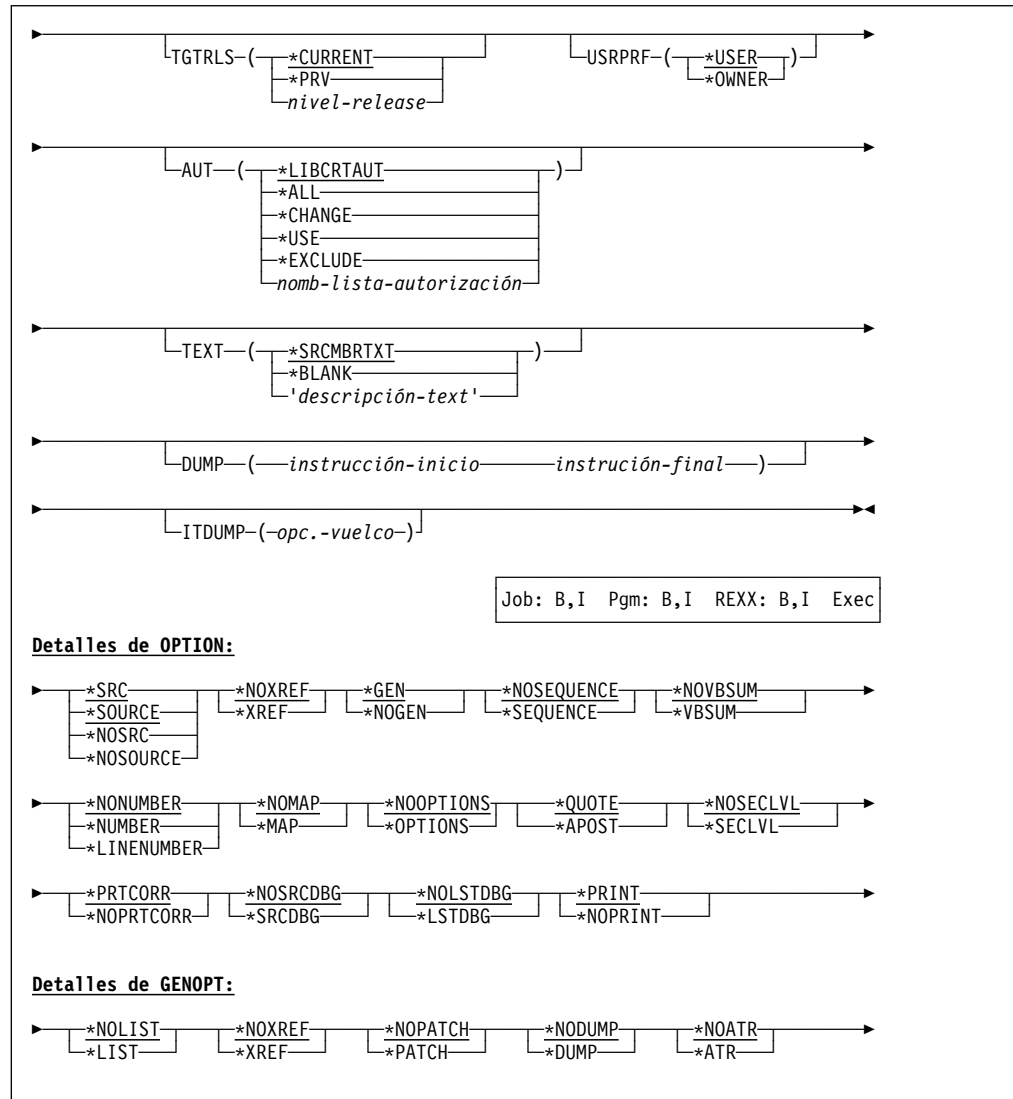 TGTRLS ( *CURRENT ) USRPRF ( *USER )
*PRV *OWNER
nivel-release
AUT ( *LIBCRTAUT )
*ALL
*CHANGE
*USE
*EXCLUDE
nomb-lista-autorización
TEXT ( *SRCMBRTXT )
*BLANK
'descripción-text'
DUMP ( instrucción-inicio instrución-final )
ITDUMP ( opc.-vuelco )
Job: B,I Pgm: B,I REXX: B,I Exec
Detalles de OPTION:
*SRC *NOXREF *GEN *NOSEQUENCE *NOVBSUM
*SOURCE *XREF *NOGEN *SEQUENCE *VBSUM
*NOSRC
*NOSOURCE
*NONUMBER *NOMAP *NOOPTIONS *QUOTE *NOSECLVL
*NUMBER *MAP *OPTIONS *APOST *SECLVL
*LINENUMBER
*PRTCORR *NOSRCDBG *NOLSTDBG *PRINT
*NOPRTCORR *SRCDBG *LSTDBG *NOPRINT
Detalles de GENOPT:
*NOLIST *NOXREF *NOPATCH *NODUMP *NOATR
*LIST *XREF *PATCH *DUMP *ATR